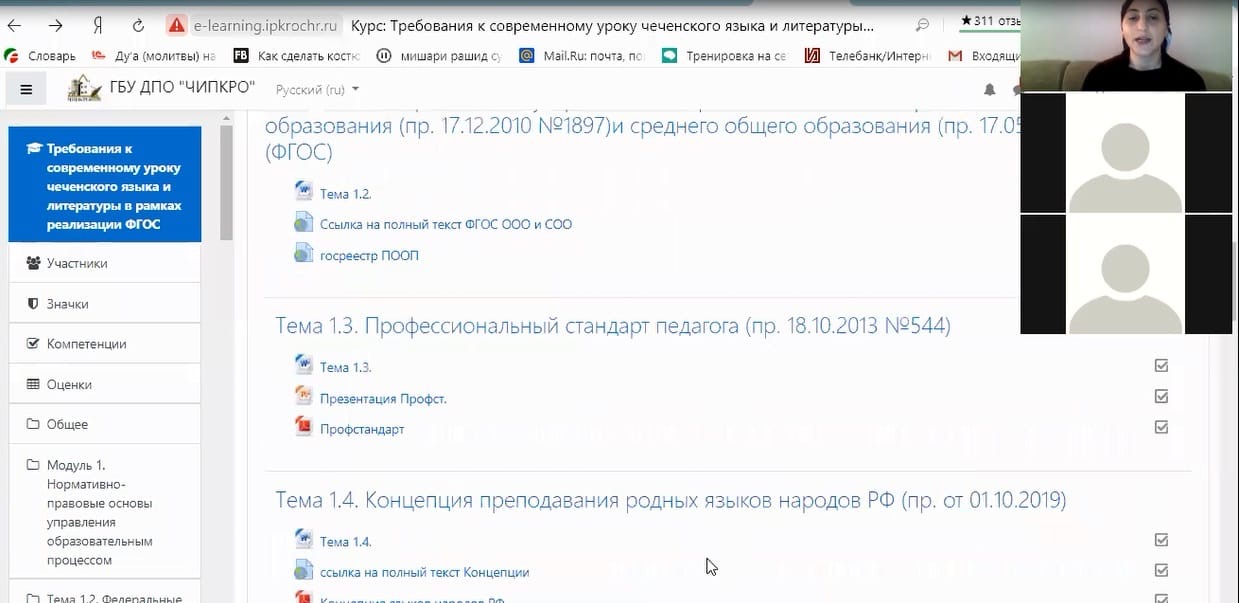 Я
e-learning.ipkrochr.ru
Курс: Требования к современному уроку чеченского языка и литературы...
★311 отзь
Словарь
Ду'а (молитвы) на
FB Как сделать костю
мишари рашид су
@ Mail.Ru: почта, по
Тренировка на се
Телебанк/Интерн
M Входящи
ГБУ ДПО "ЧИПКРО"
Русский (ru)
образования (пр. 17.12.2010 №1897)и среднего общего образования (пр. 17.05
(ФГОС)
Тема 1.2.
Ссылка на полный текст ФГОС ООО и СОО
госреестр ПООП
Тема 1.3. Профессиональный стандарт педагога (пр. 18.10.2013 №544)
Тема 1.3.
Презентация Профст.
Профстандарт
Тема 1.4. Концепция преподавания родных языков народов РФ (пр. от 01.10.2019)
Тема 1.4.
ссылка на полный текст Концепции
Концепция языков народов РФ
Требования к
современному уроку
чеченского языка и
литературы в рамках
реализации ФГОС
Участники
Значки
Компетенции
Оценки
Общее
Модуль 1.
Нормативно-
правовые основы
управления
образовательным
процессом
Тема 1.2. Федеральные